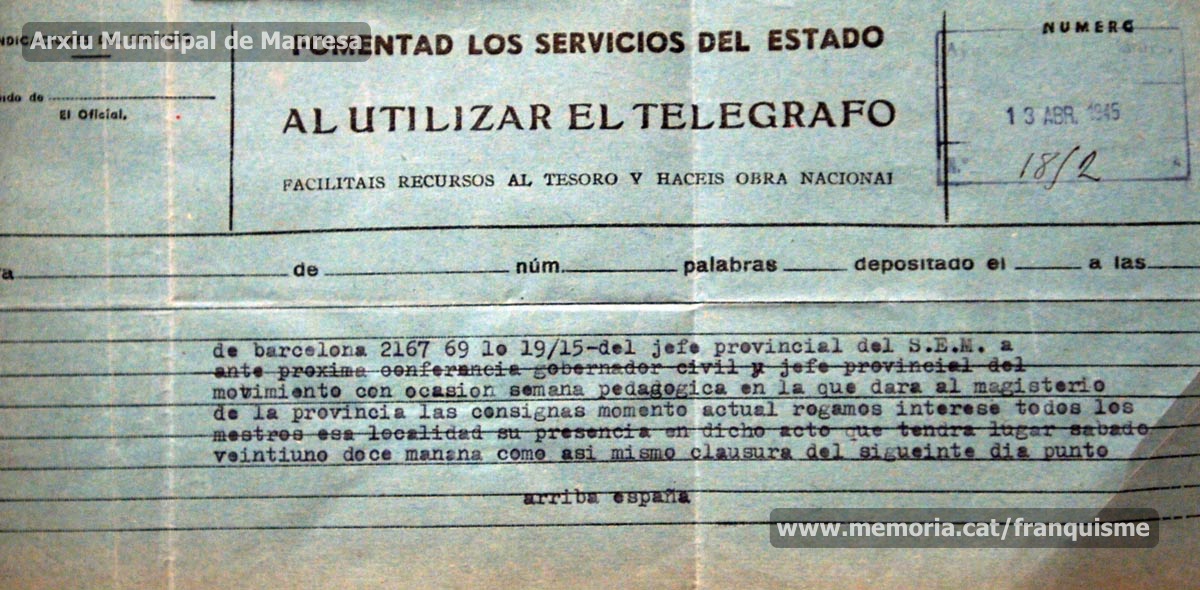 Arxiu Municipal de Manresa
FOMENTAD LOS SERVICIOS DEL ESTADO
AL UTILIZAR EL TELEGRAFO
FACILITAIS RECURSOS AL TESORO Y HACEIS OBRA NACIONAL
El Oficial.
NUMERO
13 ABR. 1945
1852
de núm. palabras depositado el a las
de barcelona 2167 69 lo 19/15-del jefe provincial del S.E.M. a
ante proxima conferancia gobernador civil y jefe provincial del
movimiento con ocasion semana pedagogica en la que dara al magisterio
de la provincia las consignas momento actual rogamos interese todos los
mestros esa localidad su presencia en dicho acto que tendra lugar sabado
veintiuno doce manana como asi mismo clausura del sigueinte dia punto
arriba españa
www.memoria.cat/franquisme